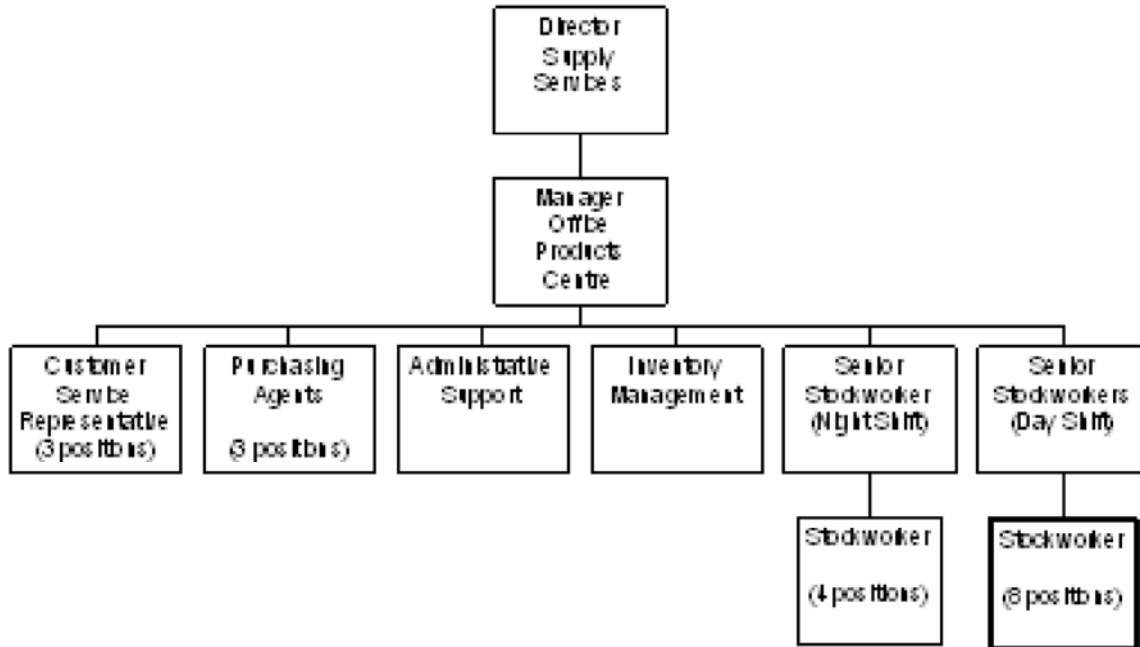 Director
Supply
Services
Manager
Office
Products
Centre
Customer
Service
Representative
(3 positions)
Purchasing
Agents
(3 positions)
Administrative
Support
Inventory
Management
Senior
Stockworker
(Night Shift)
Senior
Stockworkers
(Day Shift)
Stockworker
(4 positions)
Stockworker
positions)